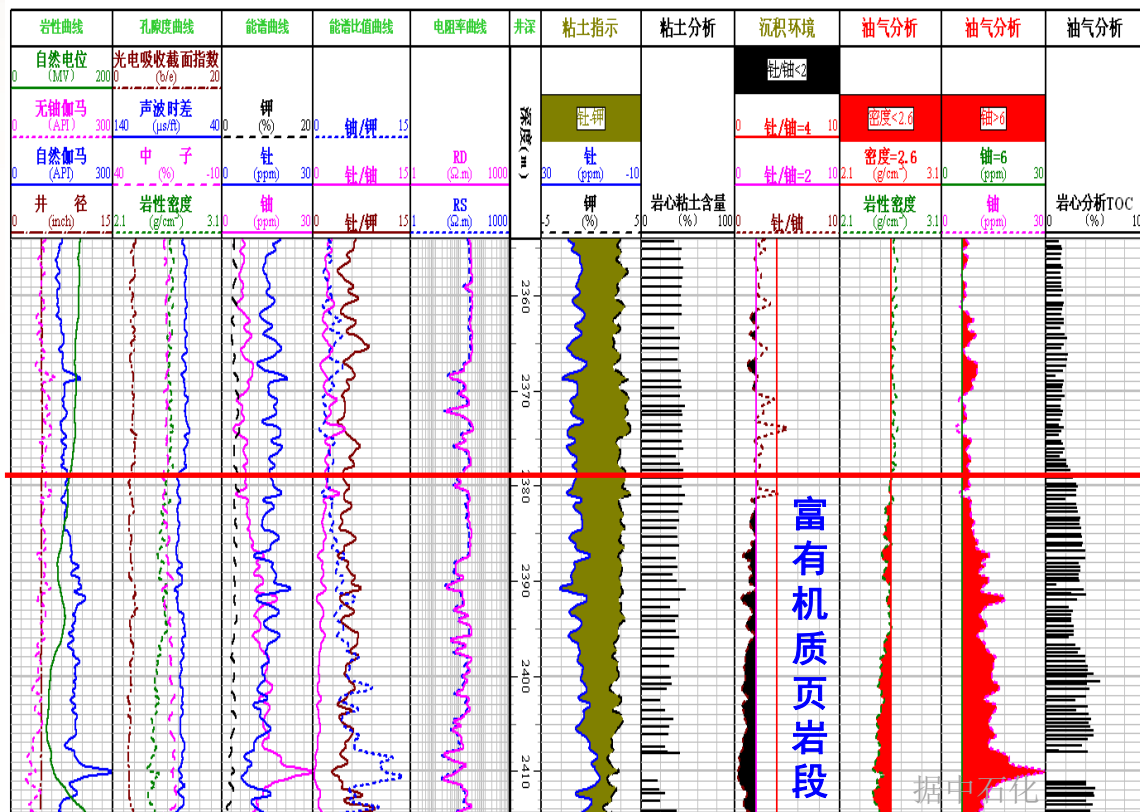 岩性曲线 孔隙度曲线 能谱曲线 能谱比值曲线 电阻率曲线 井深 粘土指示 粘土分析 沉积环境 油气分析 油气分析 油气分析
自然电位 光电吸收截面指数 钍/铀<2
0 (MV) 200 0 (b/e) 20
无铀伽马 声波时差 钾 铀/钾 深度(m) 钍-钾 密度<2.6 铀>6
0 (API) 300 140 (μs/ft) 40 0 (%) 20 0 15 0 钍/铀=4 10
自然伽马 中子 钍 钍/铀 RD 钍 钍/铀=2 密度=2.6 铀=6
0 (API) 300 40 (%) -10 0 (ppm) 30 0 15 1 (Ω.m) 1000 30 (ppm) -10 0 10 2.1 (g/cm³) 3.1 0 (ppm) 30
井径 岩性密度 铀 钍/钾 RS 钾 岩心粘土含量 钍/铀 岩性密度 铀 岩心分析TOC
0 (inch) 15 2.1 (g/cm³) 3.1 0 (ppm) 30 0 15 1 (Ω.m) 1000 -5 (%) 5 0 (%) 100 0 10 2.1 (g/cm³) 3.1 0 (ppm) 30 0 (%) 10
2360
2370
2380
2390
2400
2410
富有机质页岩段
据中石化